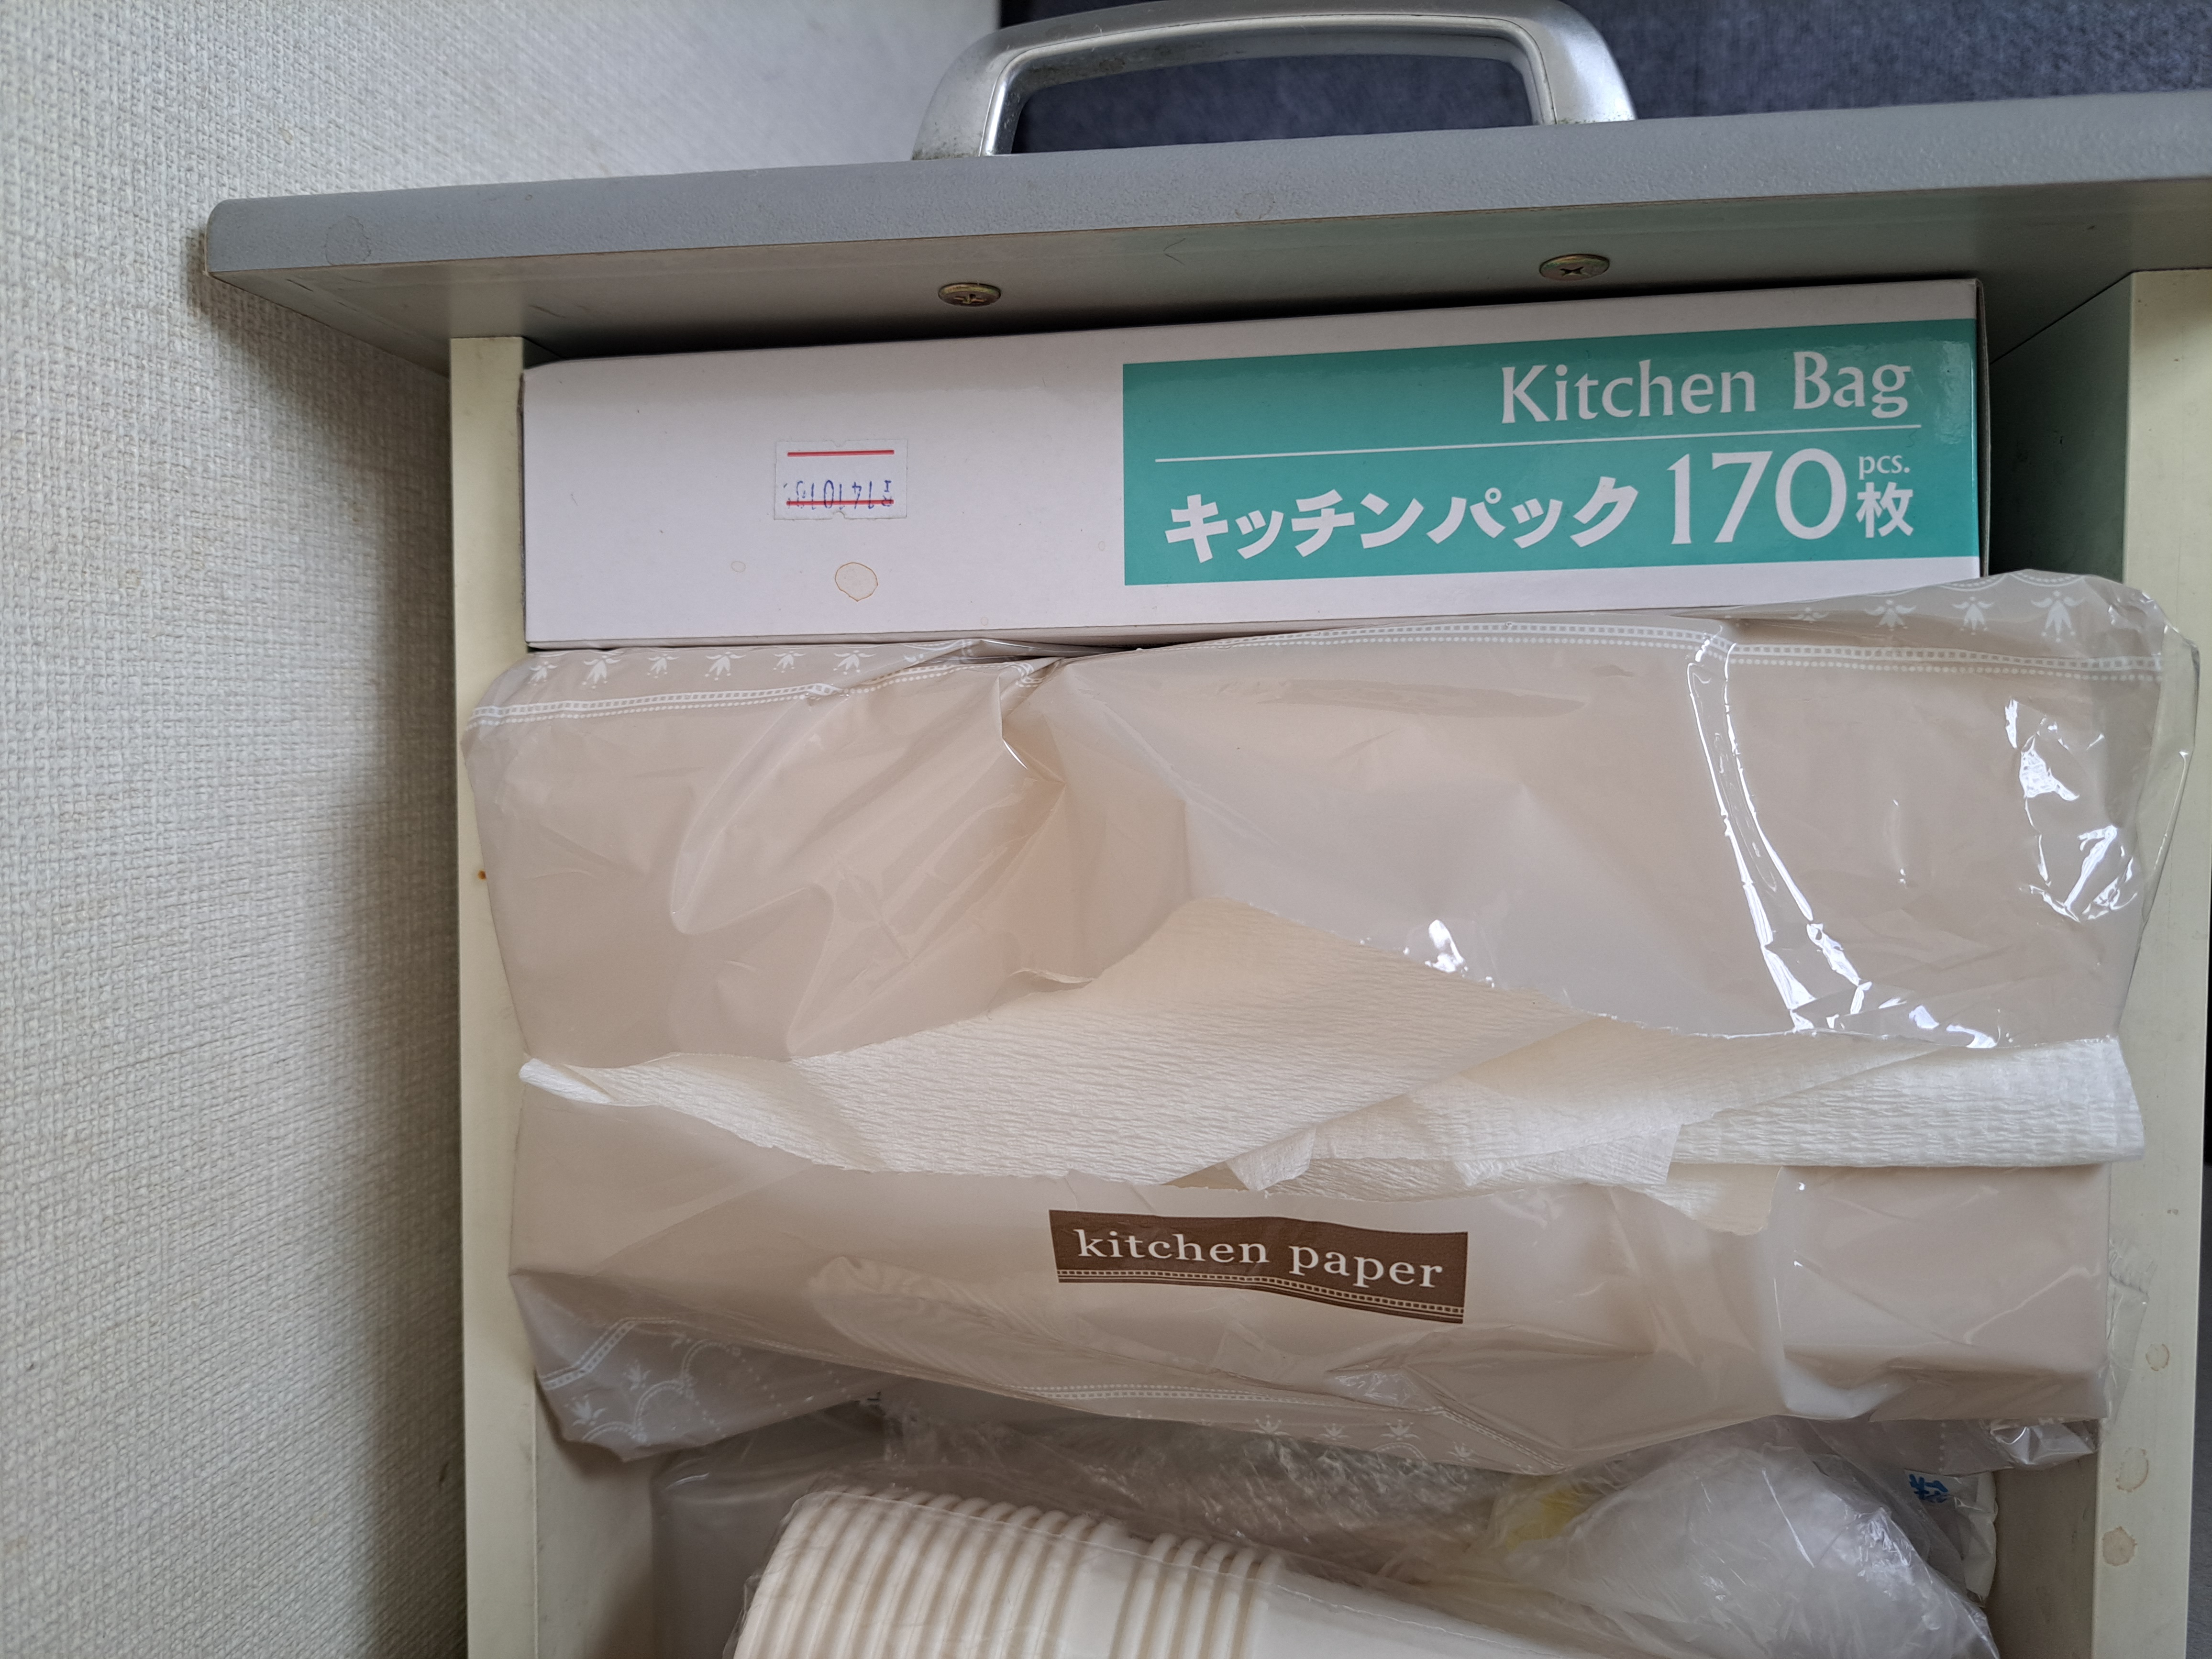 Kitchen Bag
キッチンパック 170 pcs. 枚
kitchen paper